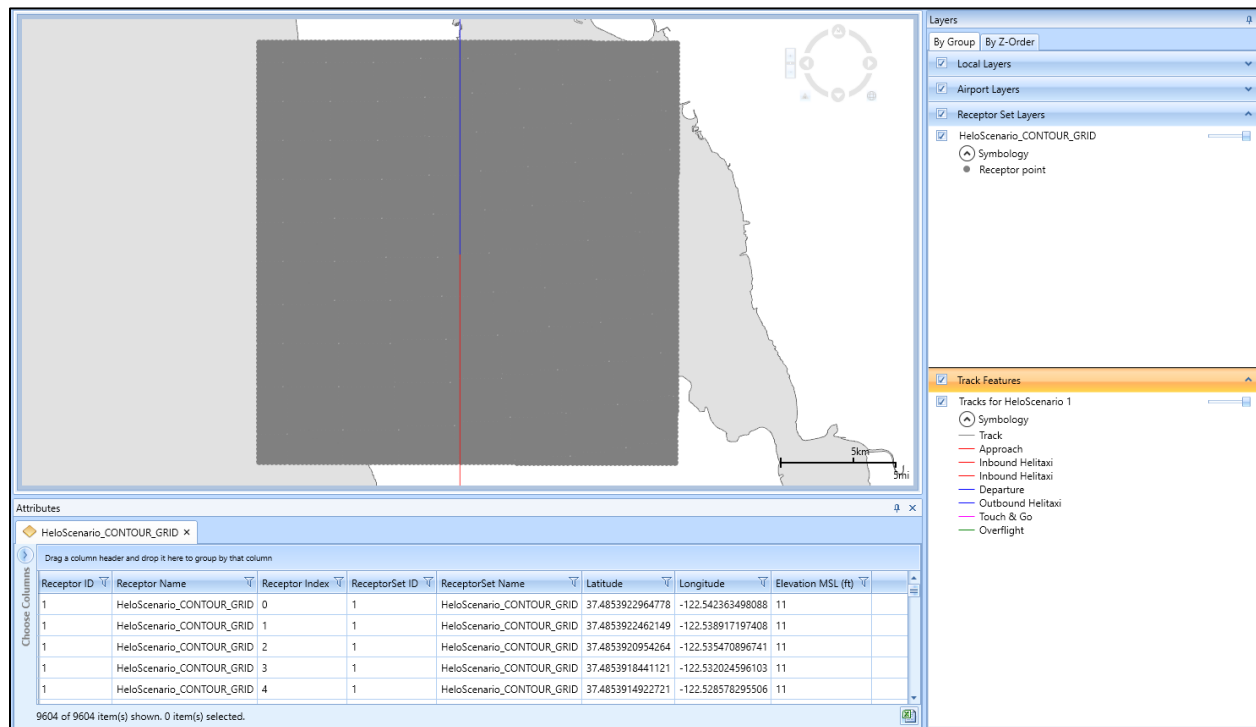 Layers
By Group By Z-Order
Local Layers
Airport Layers
Receptor Set Layers
HeloScenario_CONTOUR_GRID
Symbology
Receptor point
5km
5mi
Track Features
Tracks for HeloScenario 1
Symbology
Track
Approach
Inbound Helitaxi
Inbound Helitaxi
Departure
Outbound Helitaxi
Touch & Go
Overflight
Attributes
HeloScenario_CONTOUR_GRID
Choose Columns
Drag a column header and drop it here to group by that column
Receptor ID Receptor Name Receptor Index ReceptorSet ID ReceptorSet Name Latitude Longitude Elevation MSL (ft)
1 HeloScenario_CONTOUR_GRID 0 1 HeloScenario_CONTOUR_GRID 37.4853922964778 -122.542363498088 11
1 HeloScenario_CONTOUR_GRID 1 1 HeloScenario_CONTOUR_GRID 37.4853922462149 -122.538917197408 11
1 HeloScenario_CONTOUR_GRID 2 1 HeloScenario_CONTOUR_GRID 37.4853920954264 -122.535470896741 11
1 HeloScenario_CONTOUR_GRID 3 1 HeloScenario_CONTOUR_GRID 37.4853918441121 -122.532024596103 11
1 HeloScenario_CONTOUR_GRID 4 1 HeloScenario_CONTOUR_GRID 37.4853914922721 -122.528578295506 11
9604 of 9604 item(s) shown. 0 item(s) selected.